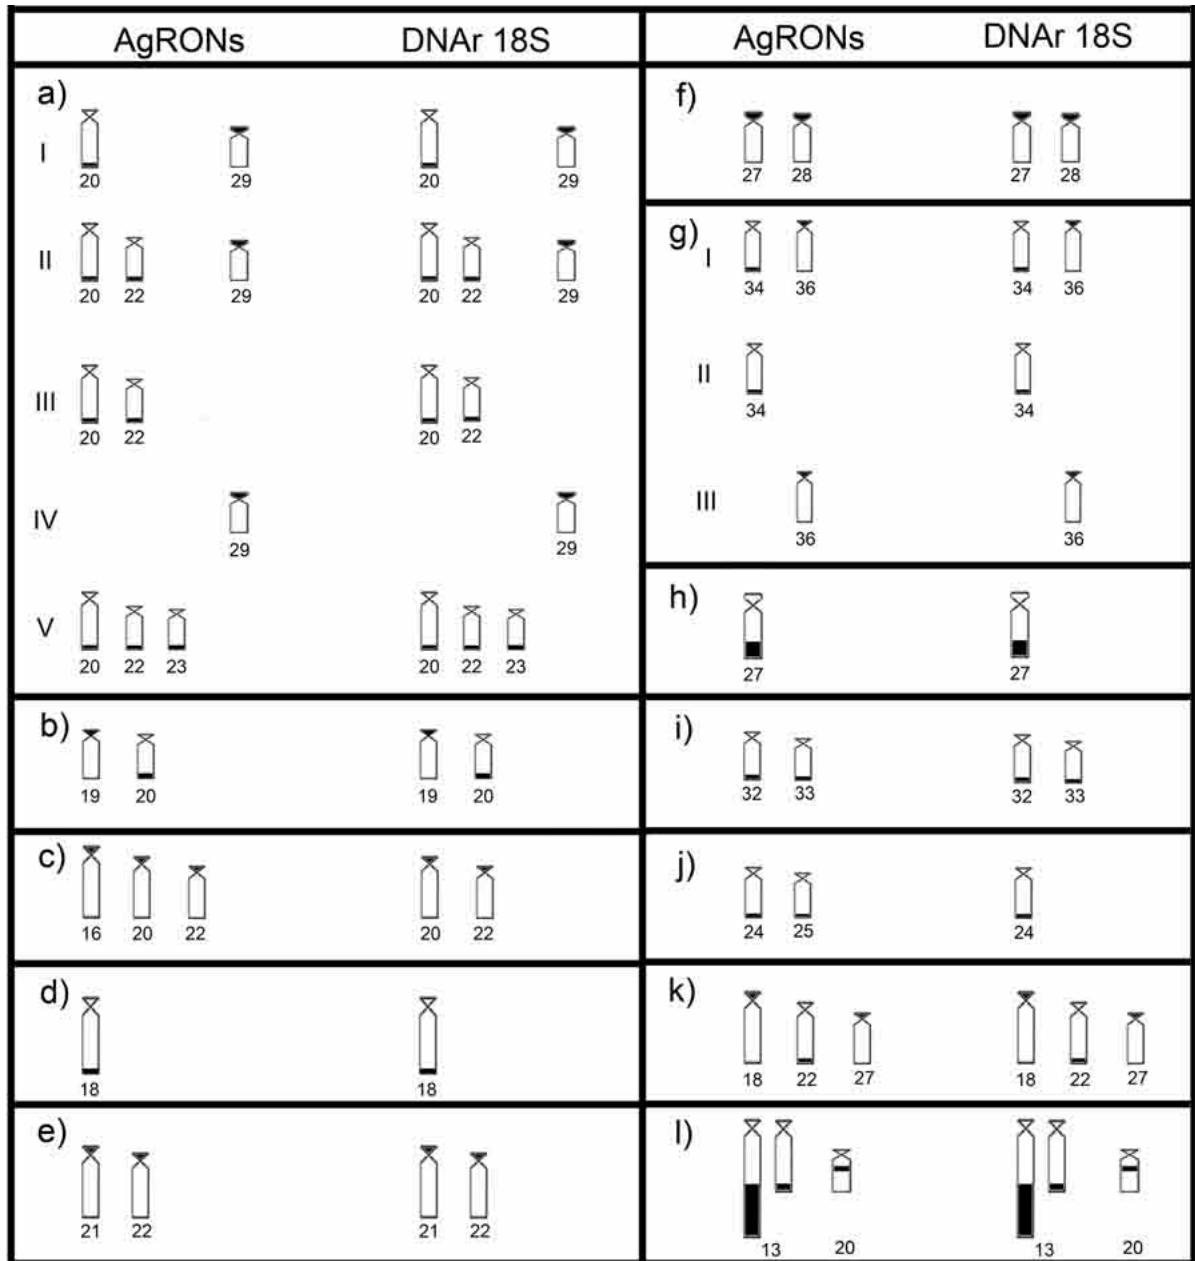 AgRONs DNAr 18S
a)
I
20 29 20 29
II
20 22 29 20 22 29
III
20 22 20 22
IV
29 29
V
20 22 23 20 22 23
b)
19 20 19 20
c)
16 20 22 20 22
d)
18 18
e)
21 22 21 22
AgRONs DNAr 18S
f)
27 28 27 28
g)
I
34 36 34 36
II
34 34
III
36 36
h)
27 27
i)
32 33 32 33
j)
24 25 24
k)
18 22 27 18 22 27
l)
13 20 13 20